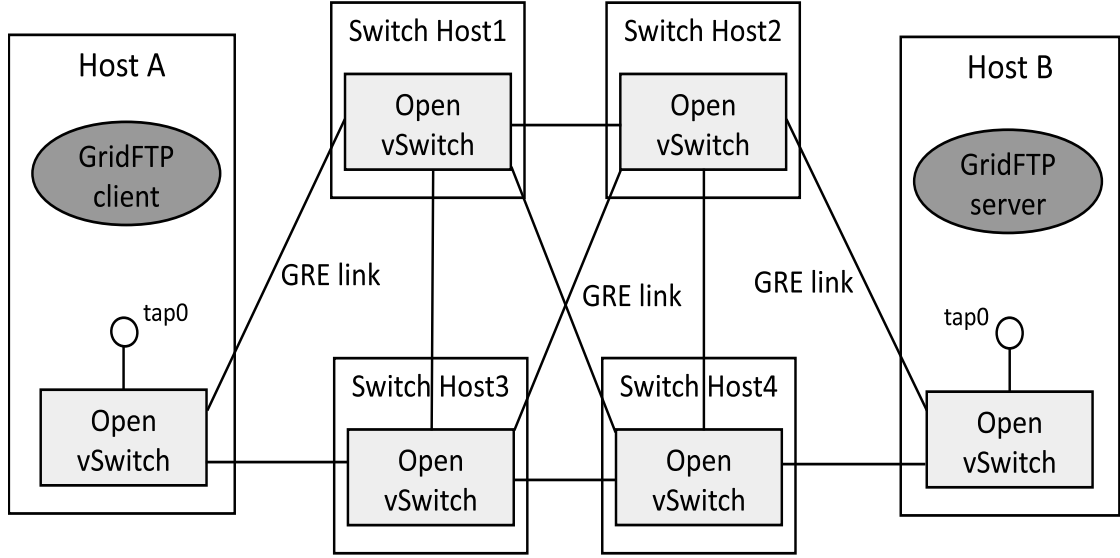 Host A
GridFTP
client
tap0
Open
vSwitch
Switch Host1
Open
vSwitch
Switch Host2
Open
vSwitch
GRE link
GRE link
GRE link
Switch Host3
Open
vSwitch
Switch Host4
Open
vSwitch
Host B
GridFTP
server
tap0
Open
vSwitch